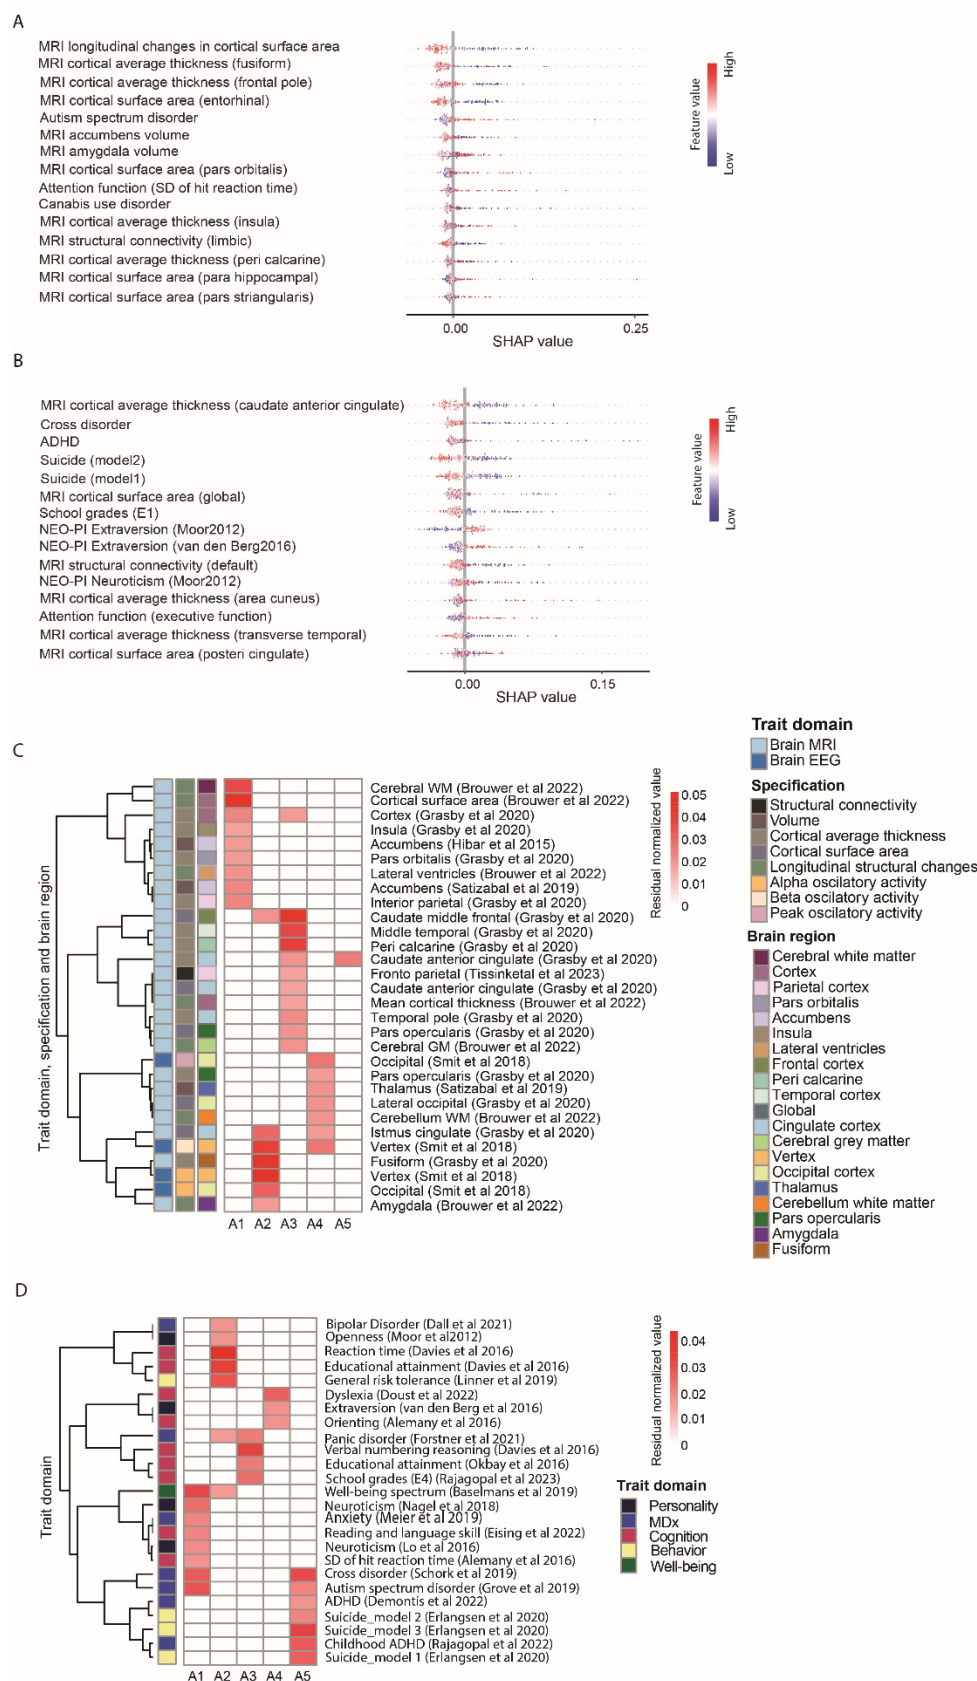 A
MRI longitudinal changes in cortical surface area
MRI cortical average thickness (fusiform)
MRI cortical average thickness (frontal pole)
MRI cortical surface area (entorhinal)
Autism spectrum disorder
MRI accumbens volume
MRI amygdala volume
MRI cortical surface area (pars orbitalis)
Attention function (SD of hit reaction time)
Canabis use disorder
MRI cortical average thickness (insula)
MRI structural connectivity (limbic)
MRI cortical average thickness (peri calcarine)
MRI cortical surface area (para hippocampal)
MRI cortical surface area (pars striangularis)
0.00 0.25
SHAP value
High
Feature value
Low
B
MRI cortical average thickness (caudate anterior cingulate)
Cross disorder
ADHD
Suicide (model2)
Suicide (model1)
MRI cortical surface area (global)
School grades (E1)
NEO-PI Extraversion (Moor2012)
NEO-PI Extraversion (van den Berg2016)
MRI structural connectivity (default)
NEO-PI Neuroticism (Moor2012)
MRI cortical average thickness (area cuneus)
Attention function (executive function)
MRI cortical average thickness (transverse temporal)
MRI cortical surface area (posteri cingulate)
0.00 0.15
SHAP value
High
Feature value
Low
C
Trait domain, specification and brain region
Cerebral WM (Brouwer et al 2022)
Cortical surface area (Brouwer et al 2022)
Cortex (Grasby et al 2020)
Insula (Grasby et al 2020)
Accumbens (Hibar et al 2015)
Pars orbitalis (Grasby et al 2020)
Lateral ventricles (Brouwer et al 2022)
Accumbens (Satizabal et al 2019)
Interior parietal (Grasby et al 2020)
Caudate middle frontal (Grasby et al 2020)
Middle temporal (Grasby et al 2020)
Peri calcarine (Grasby et al 2020)
Caudate anterior cingulate (Grasby et al 2020)
Fronto parietal (Tissinketal et al 2023)
Caudate anterior cingulate (Grasby et al 2020)
Mean cortical thickness (Brouwer et al 2022)
Temporal pole (Grasby et al 2020)
Pars opercularis (Grasby et al 2020)
Cerebral GM (Brouwer et al 2022)
Occipital (Smit et al 2018)
Pars opercularis (Grasby et al 2020)
Thalamus (Satizabal et al 2019)
Lateral occipital (Grasby et al 2020)
Cerebellum WM (Brouwer et al 2022)
Istmus cingulate (Grasby et al 2020)
Vertex (Smit et al 2018)
Fusiform (Grasby et al 2020)
Vertex (Smit et al 2018)
Occipital (Smit et al 2018)
Amygdala (Brouwer et al 2022)
A1 A2 A3 A4 A5
Residual normalized value
0.05
0.04
0.03
0.02
0.01
0
Trait domain
Brain MRI
Brain EEG
Specification
Structural connectivity
Volume
Cortical average thickness
Cortical surface area
Longitudinal structural changes
Alpha oscilatory activity
Beta oscilatory activity
Peak oscilatory activity
Brain region
Cerebral white matter
Cortex
Parietal cortex
Pars orbitalis
Accumbens
Insula
Lateral ventricles
Frontal cortex
Peri calcarine
Temporal cortex
Global
Cingulate cortex
Cerebral grey matter
Vertex
Occipital cortex
Thalamus
Cerebellum white matter
Pars opercularis
Amygdala
Fusiform
D
Trait domain
Bipolar Disorder (Dall et al 2021)
Openness (Moor et al2012)
Reaction time (Davies et al 2016)
Educational attainment (Davies et al 2016)
General risk tolerance (Linner et al 2019)
Dyslexia (Doust et al 2022)
Extraversion (van den Berg et al 2016)
Orienting (Alemany et al 2016)
Panic disorder (Forstner et al 2021)
Verbal numbering reasoning (Davies et al 2016)
Educational attainment (Okbay et al 2016)
School grades (E4) (Rajagopal et al 2023)
Well-being spectrum (Baselmans et al 2019)
Neuroticism (Nagel et al 2018)
Anxiety (Meier et al 2019)
Reading and language skill (Eising et al 2022)
Neuroticism (Lo et al 2016)
SD of hit reaction time (Alemany et al 2016)
Cross disorder (Schork et al 2019)
Autism spectrum disorder (Grove et al 2019)
ADHD (Demontis et al 2022)
Suicide_model 2 (Erlangsen et al 2020)
Suicide_model 3 (Erlangsen et al 2020)
Childhood ADHD (Rajagopal et al 2022)
Suicide_model 1 (Erlangsen et al 2020)
A1 A2 A3 A4 A5
Residual normalized value
0.04
0.03
0.02
0.01
0
Trait domain
Personality
MDx
Cognition
Behavior
Well-being